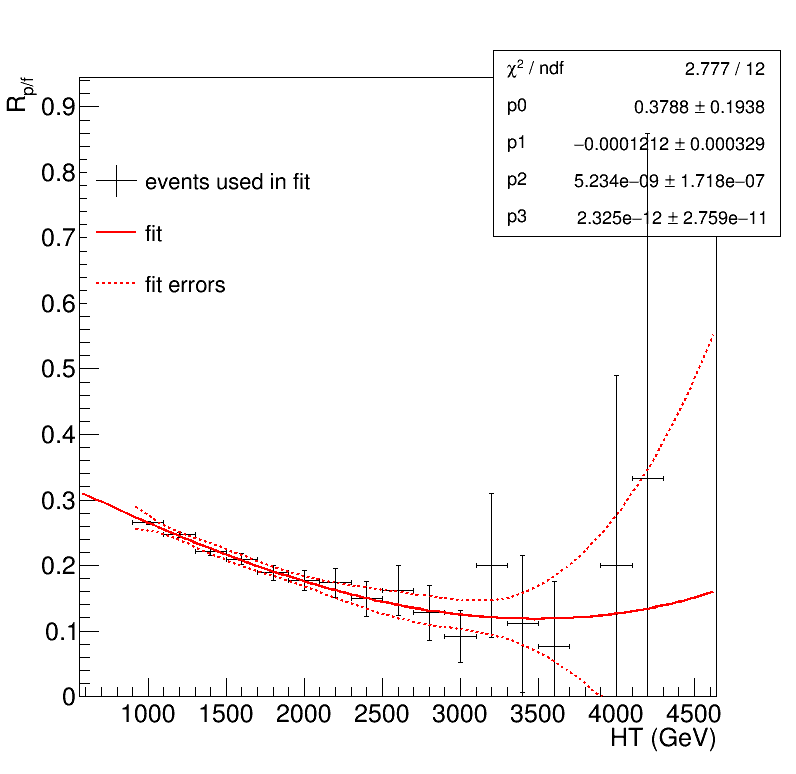 χ² / ndf 2.777 / 12
p0 0.3788 ± 0.1938
p1 −0.0001212 ± 0.000329
p2 5.234e−09 ± 1.718e−07
p3 2.325e−12 ± 2.759e−11
R_p/f
0.9
0.8
0.7
0.6
0.5
0.4
0.3
0.2
0.1
0
events used in fit
fit
fit errors
1000 1500 2000 2500 3000 3500 4000 4500
HT (GeV)